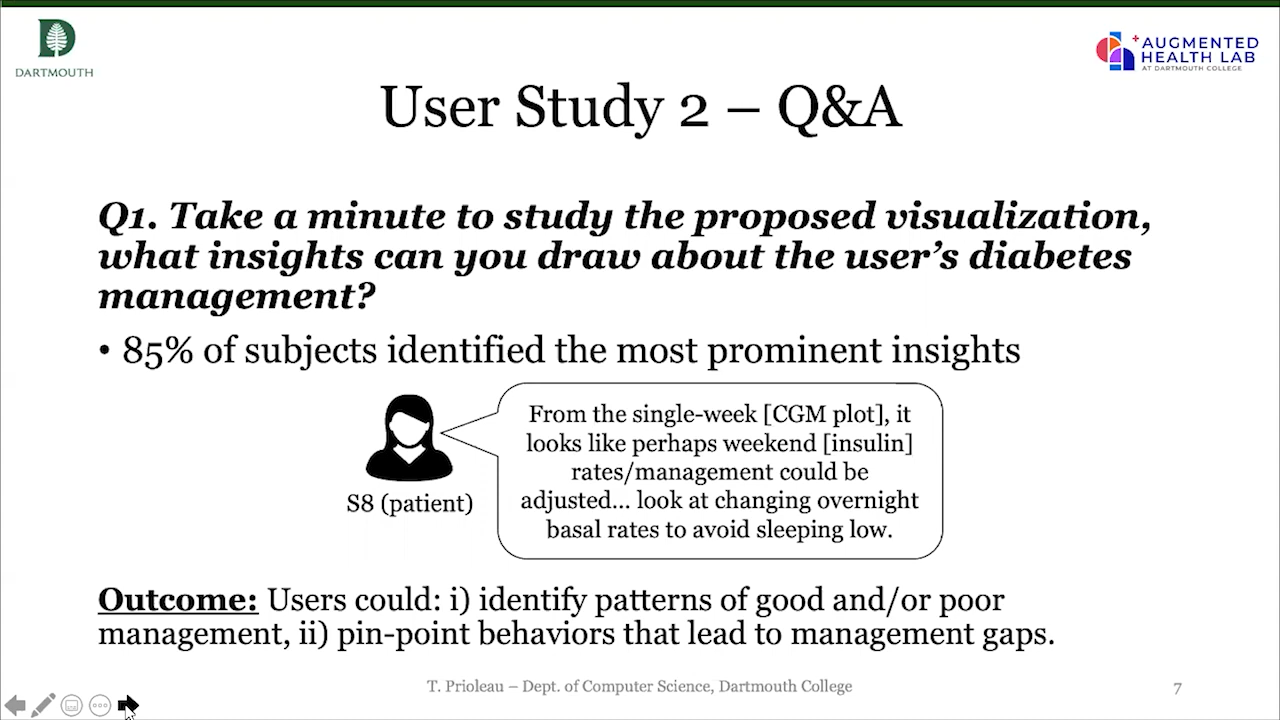 DARTMOUTH
AUGMENTED
HEALTH LAB
AT DARTMOUTH COLLEGE
User Study 2 – Q&A
Q1. Take a minute to study the proposed visualization,
what insights can you draw about the user’s diabetes
management?
• 85% of subjects identified the most prominent insights
From the single-week [CGM plot], it
looks like perhaps weekend [insulin]
rates/management could be
adjusted... look at changing overnight
basal rates to avoid sleeping low.
S8 (patient)
Outcome: Users could: i) identify patterns of good and/or poor
management, ii) pin-point behaviors that lead to management gaps.
T. Prioleau – Dept. of Computer Science, Dartmouth College
7